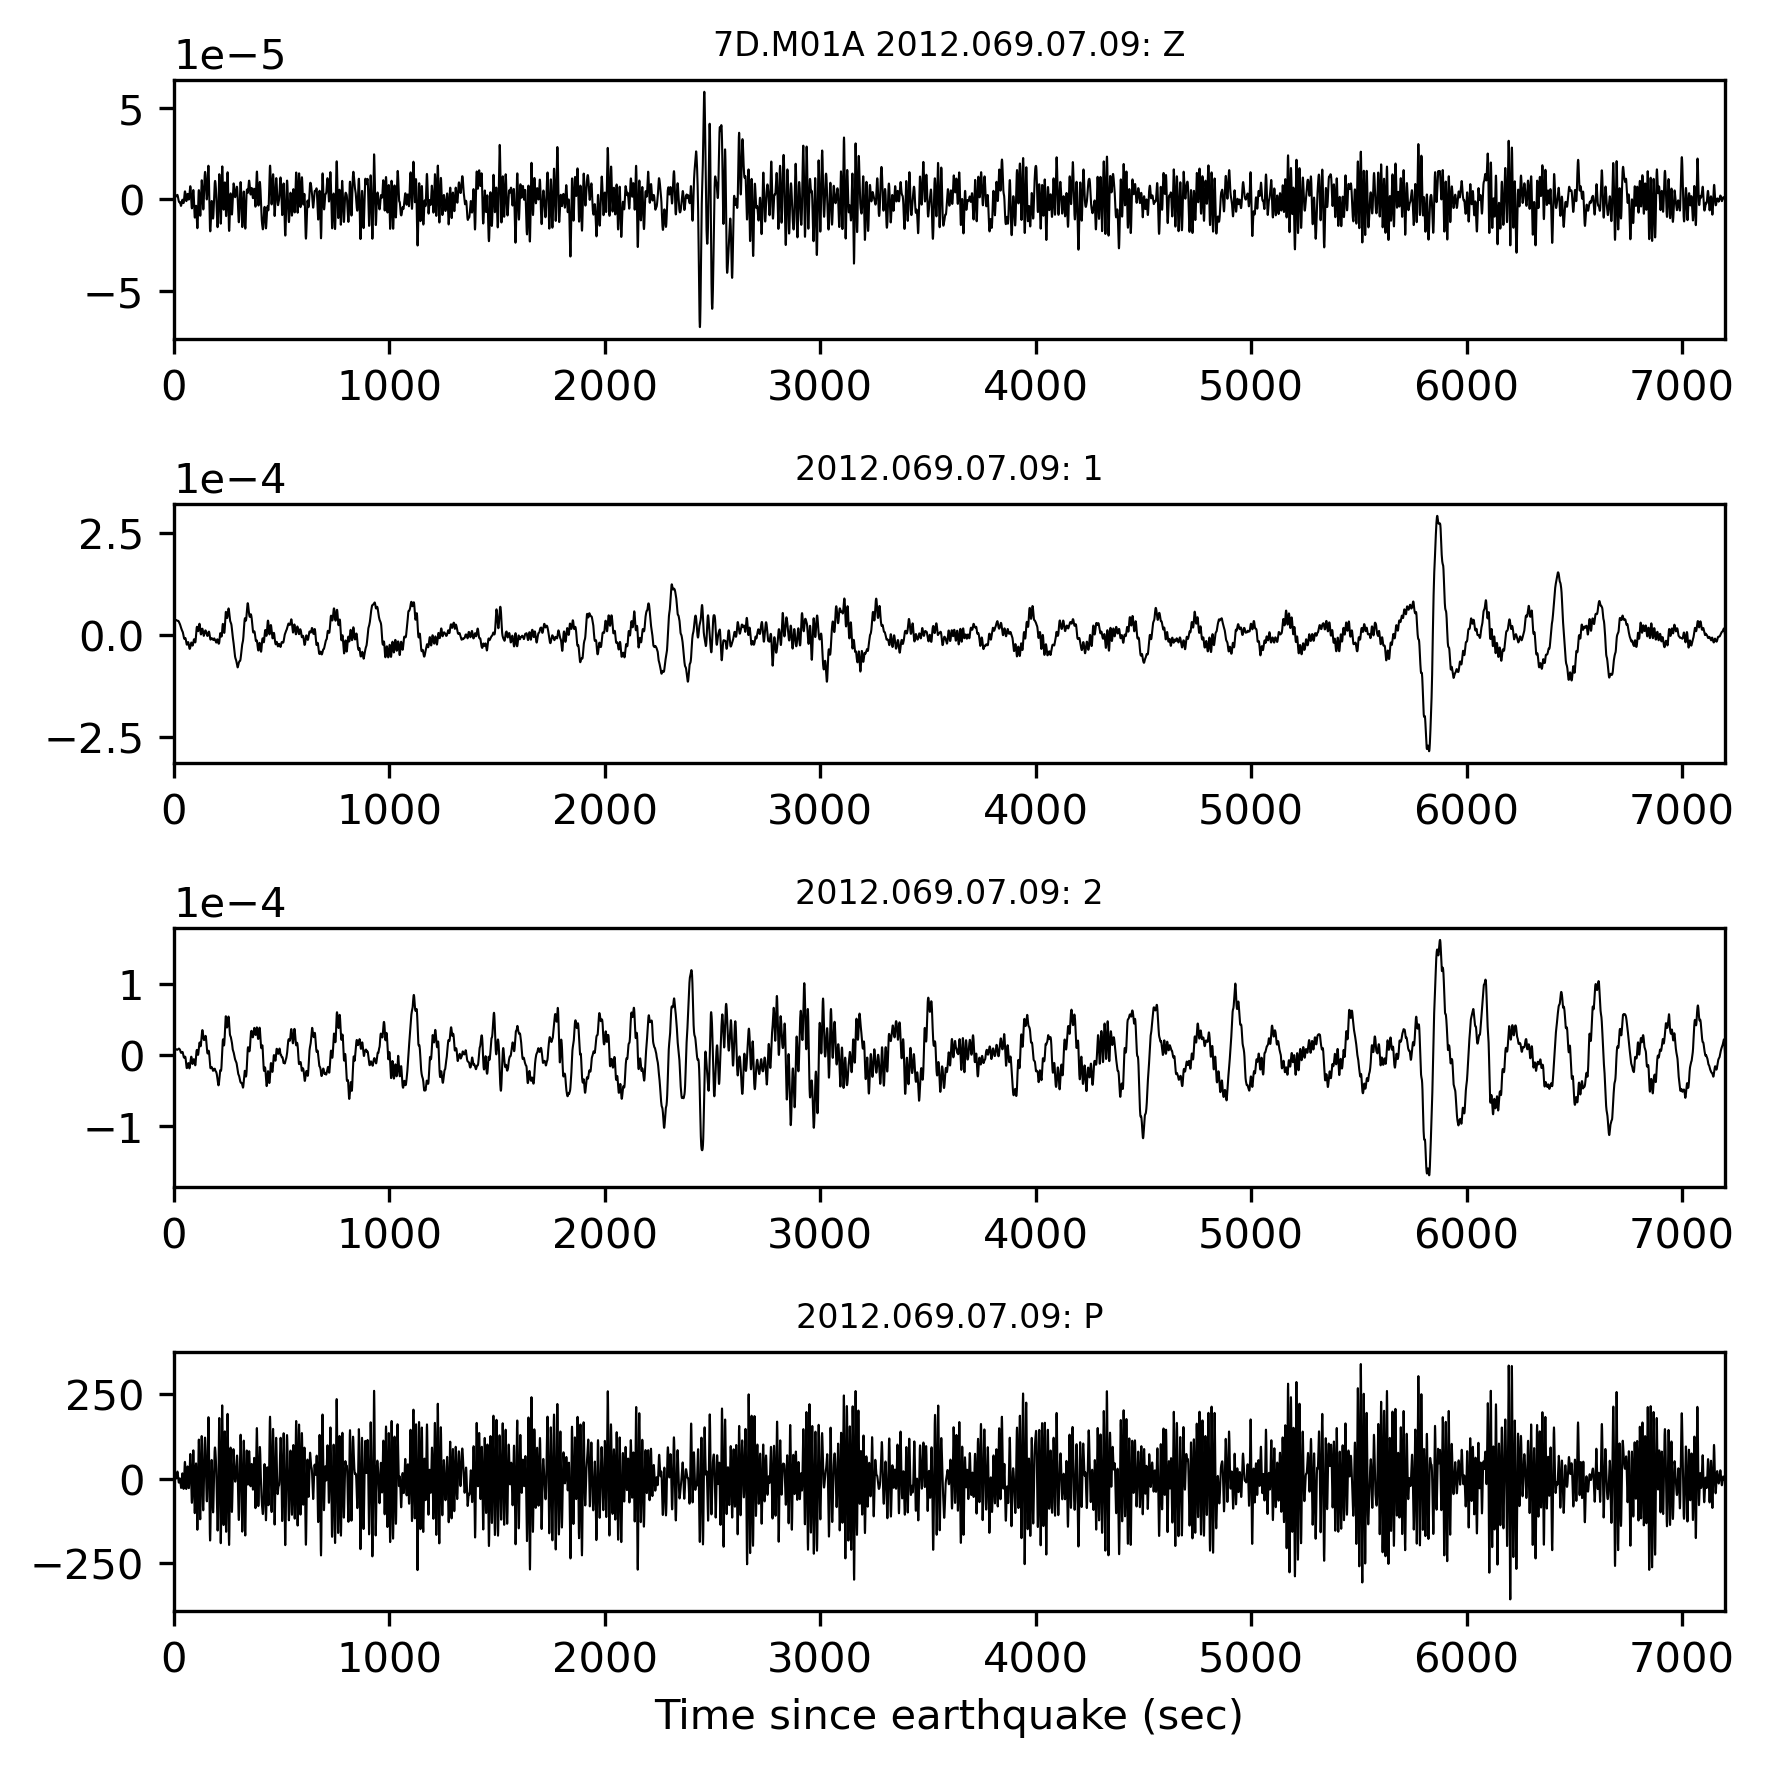 7D.M01A 2012.069.07.09: Z
1e−5
5
0
−5
0 1000 2000 3000 4000 5000 6000 7000
2012.069.07.09: 1
1e−4
2.5
0.0
−2.5
0 1000 2000 3000 4000 5000 6000 7000
2012.069.07.09: 2
1e−4
1
0
−1
0 1000 2000 3000 4000 5000 6000 7000
2012.069.07.09: P
250
0
−250
0 1000 2000 3000 4000 5000 6000 7000
Time since earthquake (sec)